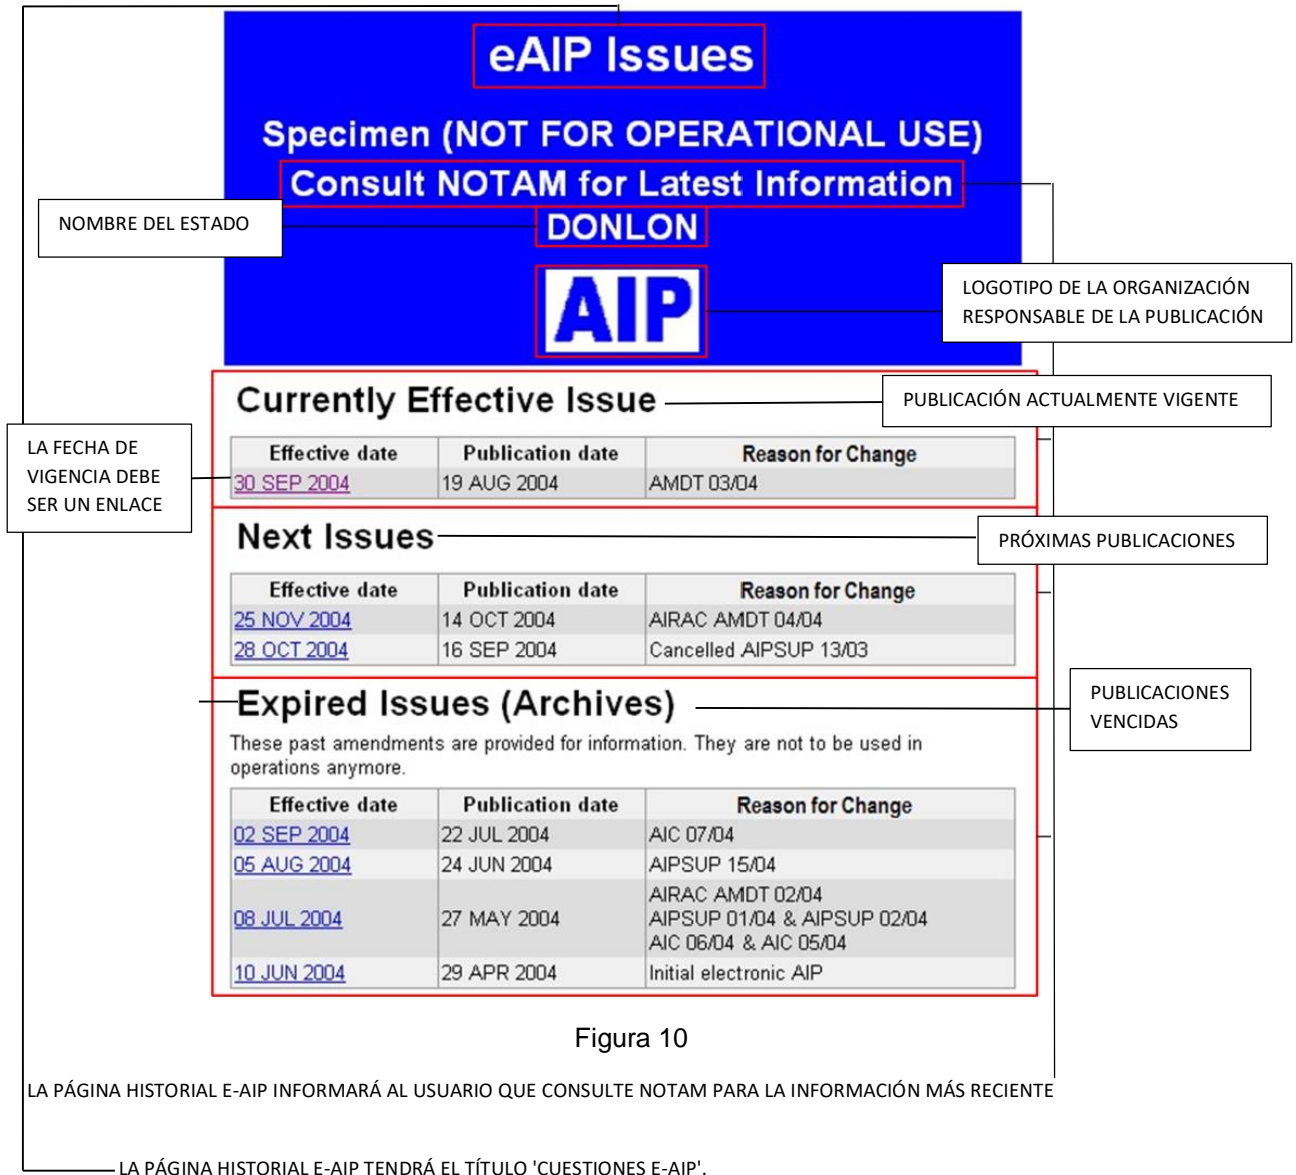 eAIP Issues
Specimen (NOT FOR OPERATIONAL USE)
Consult NOTAM for Latest Information
NOMBRE DEL ESTADO
DONLON
AIP
LOGOTIPO DE LA ORGANIZACIÓN
RESPONSABLE DE LA PUBLICACIÓN
Currently Effective Issue
PUBLICACIÓN ACTUALMENTE VIGENTE
LA FECHA DE
VIGENCIA DEBE
SER UN ENLACE
Effective date Publication date Reason for Change
30 SEP 2004 19 AUG 2004 AMDT 03/04
Next Issues
PRÓXIMAS PUBLICACIONES
Effective date Publication date Reason for Change
25 NOV 2004 14 OCT 2004 AIRAC AMDT 04/04
28 OCT 2004 16 SEP 2004 Cancelled AIPSUP 13/03
Expired Issues (Archives)
PUBLICACIONES
VENCIDAS
These past amendments are provided for information. They are not to be used in
operations anymore.
Effective date Publication date Reason for Change
02 SEP 2004 22 JUL 2004 AIC 07/04
05 AUG 2004 24 JUN 2004 AIPSUP 15/04
08 JUL 2004 27 MAY 2004 AIRAC AMDT 02/04
AIPSUP 01/04 & AIPSUP 02/04
AIC 06/04 & AIC 05/04
10 JUN 2004 29 APR 2004 Initial electronic AIP
Figura 10
LA PÁGINA HISTORIAL E-AIP INFORMARÁ AL USUARIO QUE CONSULTE NOTAM PARA LA INFORMACIÓN MÁS RECIENTE
LA PÁGINA HISTORIAL E-AIP TENDRÁ EL TÍTULO 'CUESTIONES E-AIP'.